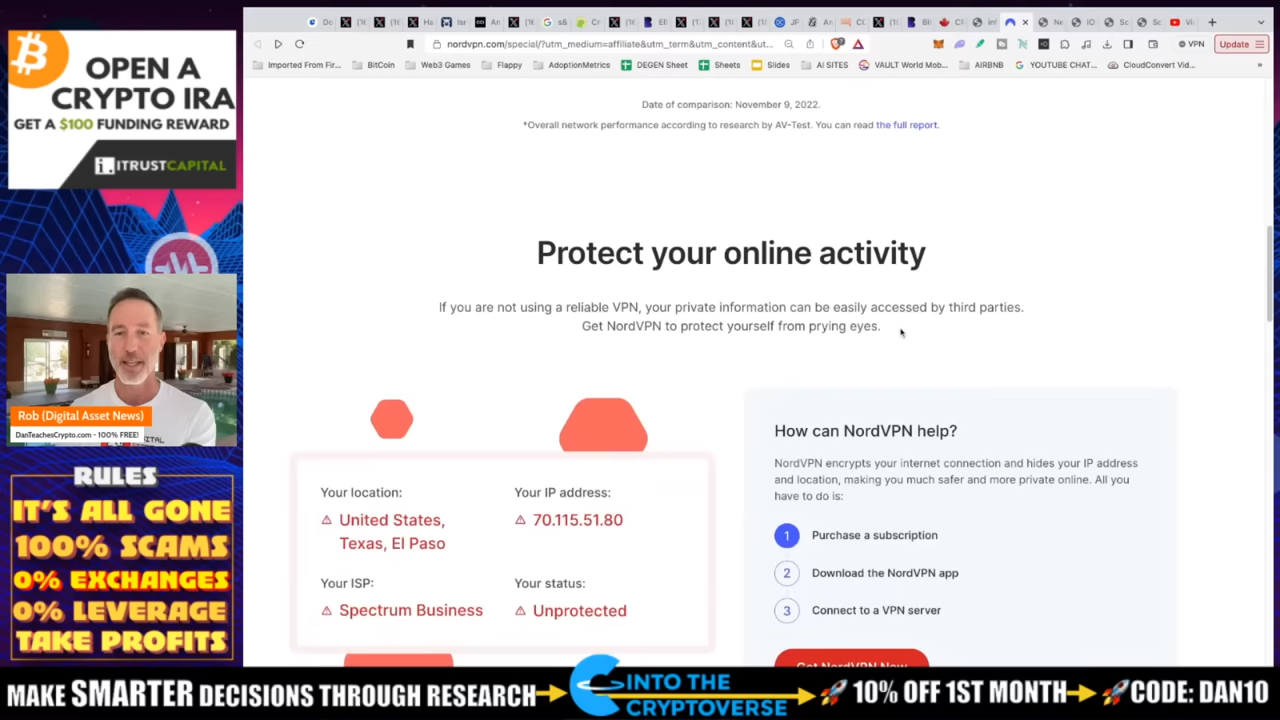 OPEN A
CRYPTO IRA
GET A $100 FUNDING REWARD
ITRUSTCAPITAL
Rob (Digital Asset News)
DanTeachesCrypto.com - 100% FREE!
RULES
IT'S ALL GONE
100% SCAMS
0% EXCHANGES
0% LEVERAGE
TAKE PROFITS
nordvpn.com/special/?utm_medium=affiliate&utm_term&utm_content&ut...
VPN
Update
Imported From Fir...
BitCoin
Web3 Games
Flappy
AdoptionMetrics
DEGEN Sheet
Sheets
Slides
AI SITES
VAULT World Mob...
AIRBNB
YOUTUBE CHAT...
CloudConvert Vid...
Date of comparison: November 9, 2022.
*Overall network performance according to research by AV-Test. You can read the full report.
Protect your online activity
If you are not using a reliable VPN, your private information can be easily accessed by third parties.
Get NordVPN to protect yourself from prying eyes.
Your location:
United States,
Texas, El Paso
Your IP address:
70.115.51.80
Your ISP:
Spectrum Business
Your status:
Unprotected
How can NordVPN help?
NordVPN encrypts your internet connection and hides your IP address
and location, making you much safer and more private online. All you
have to do is:
1 Purchase a subscription
2 Download the NordVPN app
3 Connect to a VPN server
Get NordVPN Now
MAKE SMARTER DECISIONS THROUGH RESEARCH
INTO THE
CRYPTOVERSE
10% OFF 1ST MONTH
CODE: DAN10